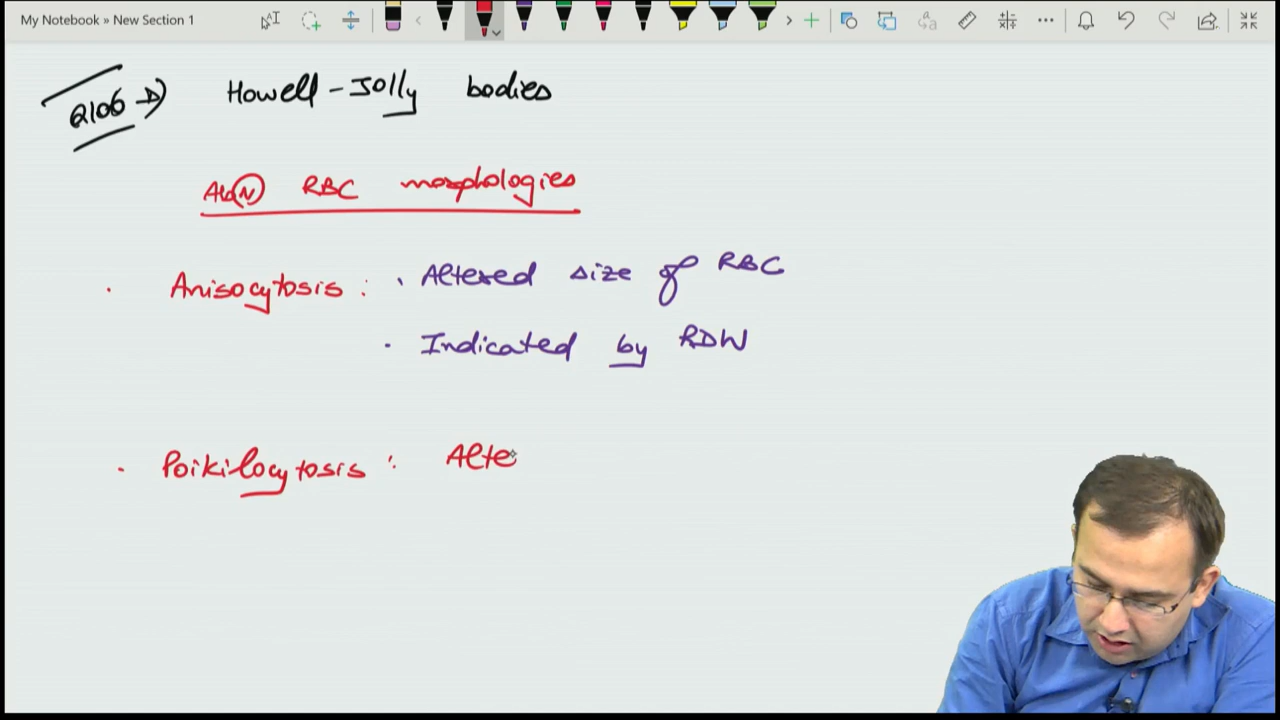 My Notebook » New Section 1
Q106 → Howell-Jolly bodies
AbN RBC morphologies
· Anisocytosis : · Altered size of RBC
· Indicated by RDW
· Poikilocytosis : Alte